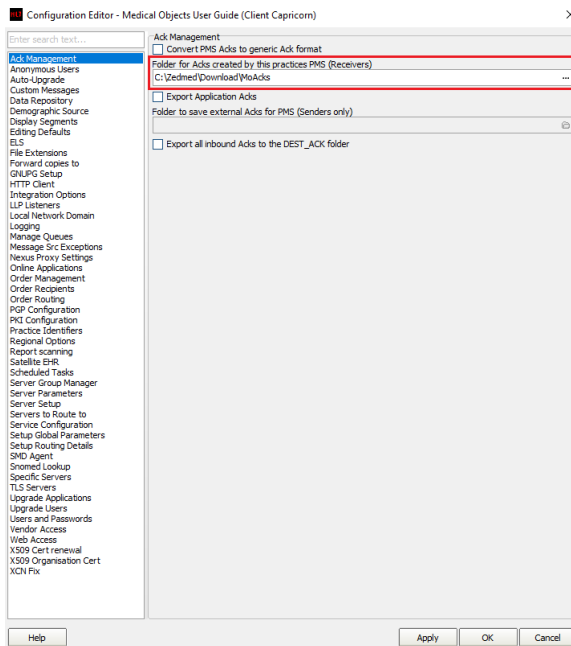 Configuration Editor - Medical Objects User Guide (Client Capricorn)
Enter search text...
Ack Management
Anonymous Users
Auto-Upgrade
Custom Messages
Data Repository
Demographic Source
Display Segments
Editing Defaults
ELS
File Extensions
Forward copies to
GNUPG Setup
HTTP Client
Integration Options
LLP Listeners
Local Network Domain
Logging
Manage Queues
Message Src Exceptions
Nexus Proxy Settings
Online Applications
Order Management
Order Recipients
Order Routing
PGP Configuration
PKI Configuration
Practice Identifiers
Regional Options
Report scanning
Satellite EHR
Scheduled Tasks
Server Group Manager
Server Parameters
Server Setup
Servers to Route to
Service Configuration
Setup Global Parameters
Setup Routing Details
SMD Agent
Snomed Lookup
Specific Servers
TLS Servers
Upgrade Applications
Upgrade Users
Users and Passwords
Vendor Access
Web Access
X509 Cert renewal
X509 Organisation Cert
XCN Fix
Ack Management
Convert PMS Acks to generic Ack format
Folder for Acks created by this practices PMS (Receivers)
C:\Zedmed\Download\MoAcks ...
Export Application Acks
Folder to save external Acks for PMS (Senders only)
Export all inbound Acks to the DEST_ACK folder
Help Apply OK Cancel